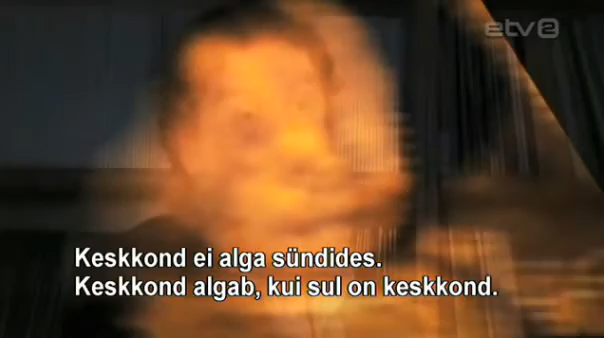 etv2
Keskkond ei alga sündides.
Keskkond algab, kui sul on keskkond.